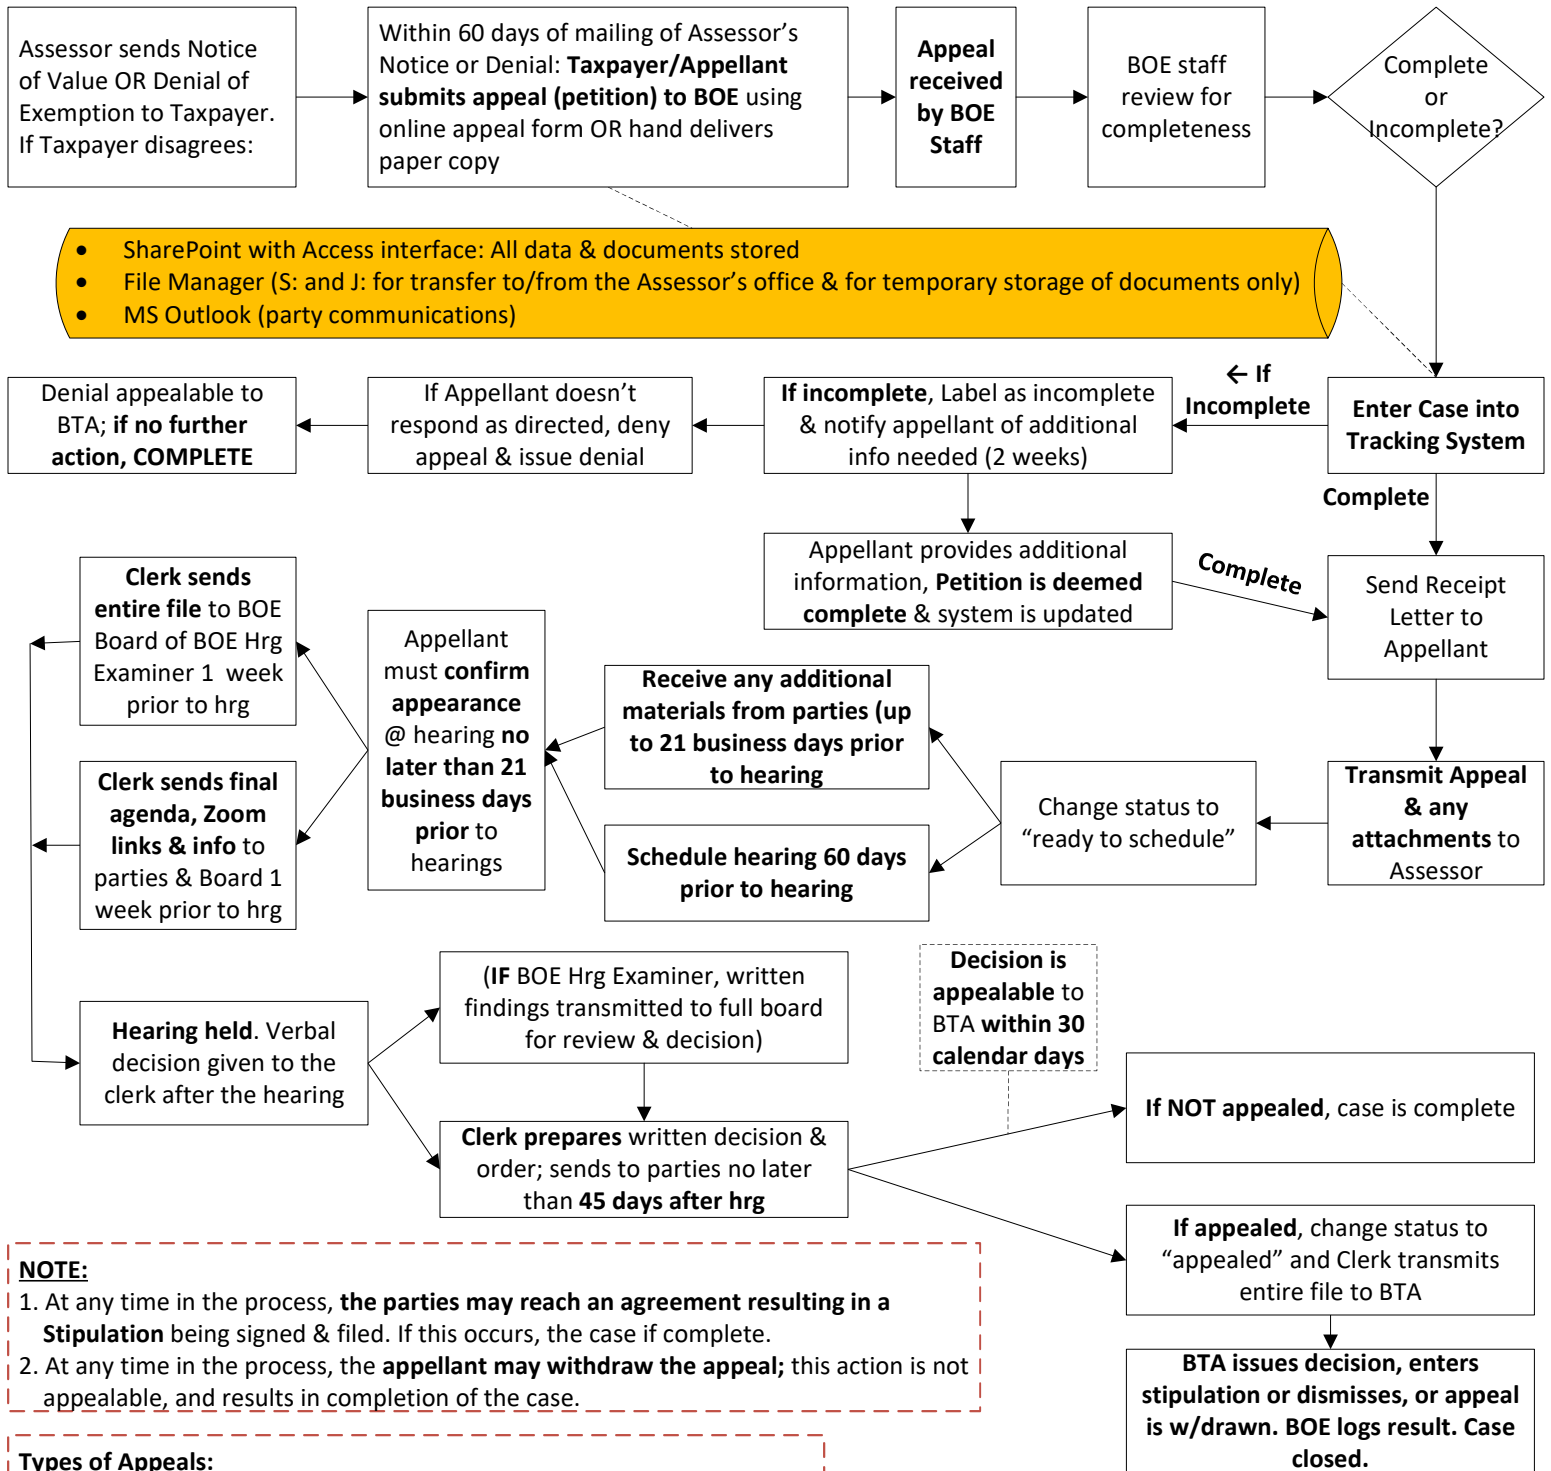 Assessor sends Notice
of Value OR Denial of
Exemption to Taxpayer.
If Taxpayer disagrees:
Within 60 days of mailing of Assessor’s
Notice or Denial: Taxpayer/Appellant
submits appeal (petition) to BOE using
online appeal form OR hand delivers
paper copy
Appeal
received
by BOE
Staff
BOE staff
review for
completeness
Complete
or
Incomplete?
• SharePoint with Access interface: All data & documents stored
• File Manager (S: and J: for transfer to/from the Assessor’s office & for temporary storage of documents only)
• MS Outlook (party communications)
Enter Case into
Tracking System
← If
Incomplete
If incomplete, Label as incomplete
& notify appellant of additional
info needed (2 weeks)
If Appellant doesn’t
respond as directed, deny
appeal & issue denial
Denial appealable to
BTA; if no further
action, COMPLETE
Complete
Appellant provides additional
information, Petition is deemed
complete & system is updated
Complete
Send Receipt
Letter to
Appellant
Transmit Appeal
& any
attachments to
Assessor
Change status to
“ready to schedule”
Receive any additional
materials from parties (up
to 21 business days prior
to hearing
Schedule hearing 60 days
prior to hearing
Appellant
must confirm
appearance
@ hearing no
later than 21
business days
prior to
hearings
Clerk sends
entire file to BOE
Board of BOE Hrg
Examiner 1 week
prior to hrg
Clerk sends final
agenda, Zoom
links & info to
parties & Board 1
week prior to hrg
Hearing held. Verbal
decision given to the
clerk after the hearing
(IF BOE Hrg Examiner, written
findings transmitted to full board
for review & decision)
Clerk prepares written decision &
order; sends to parties no later
than 45 days after hrg
Decision is
appealable to
BTA within 30
calendar days
If NOT appealed, case is complete
If appealed, change status to
“appealed” and Clerk transmits
entire file to BTA
BTA issues decision, enters
stipulation or dismisses, or appeal
is w/drawn. BOE logs result. Case
closed.
NOTE:
1. At any time in the process, the parties may reach an agreement resulting in a
Stipulation being signed & filed. If this occurs, the case if complete.
2. At any time in the process, the appellant may withdraw the appeal; this action is not
appealable, and results in completion of the case.
Types of Appeals: